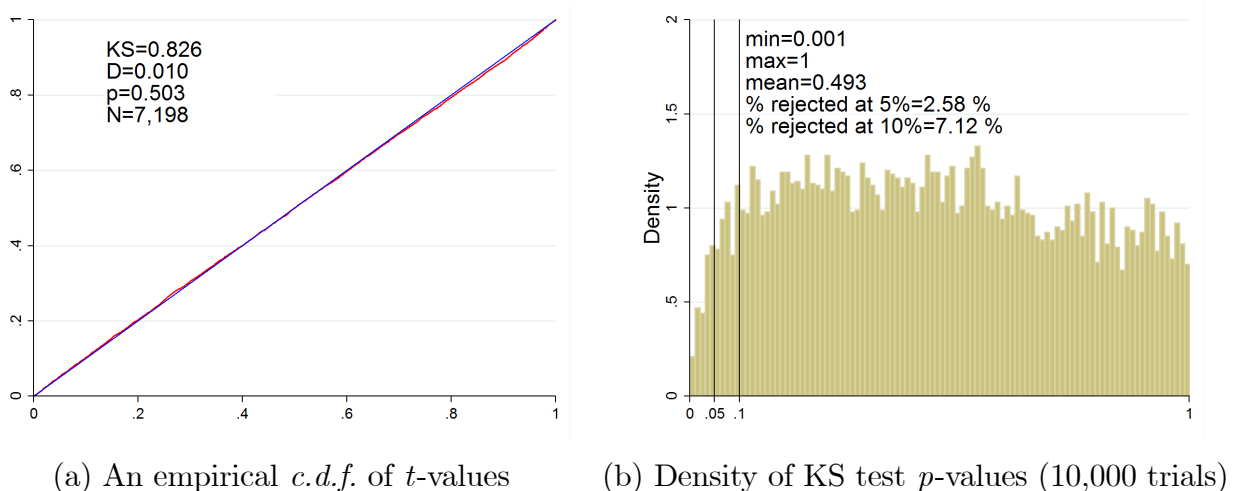 KS=0.826
D=0.010
p=0.503
N=7,198
1
.8
.6
.4
.2
0
0 .2 .4 .6 .8 1
(a) An empirical c.d.f. of t-values
min=0.001
max=1
mean=0.493
% rejected at 5%=2.58 %
% rejected at 10%=7.12 %
Density
2
1.5
1
.5
0
0 .05 .1 1
(b) Density of KS test p-values (10,000 trials)